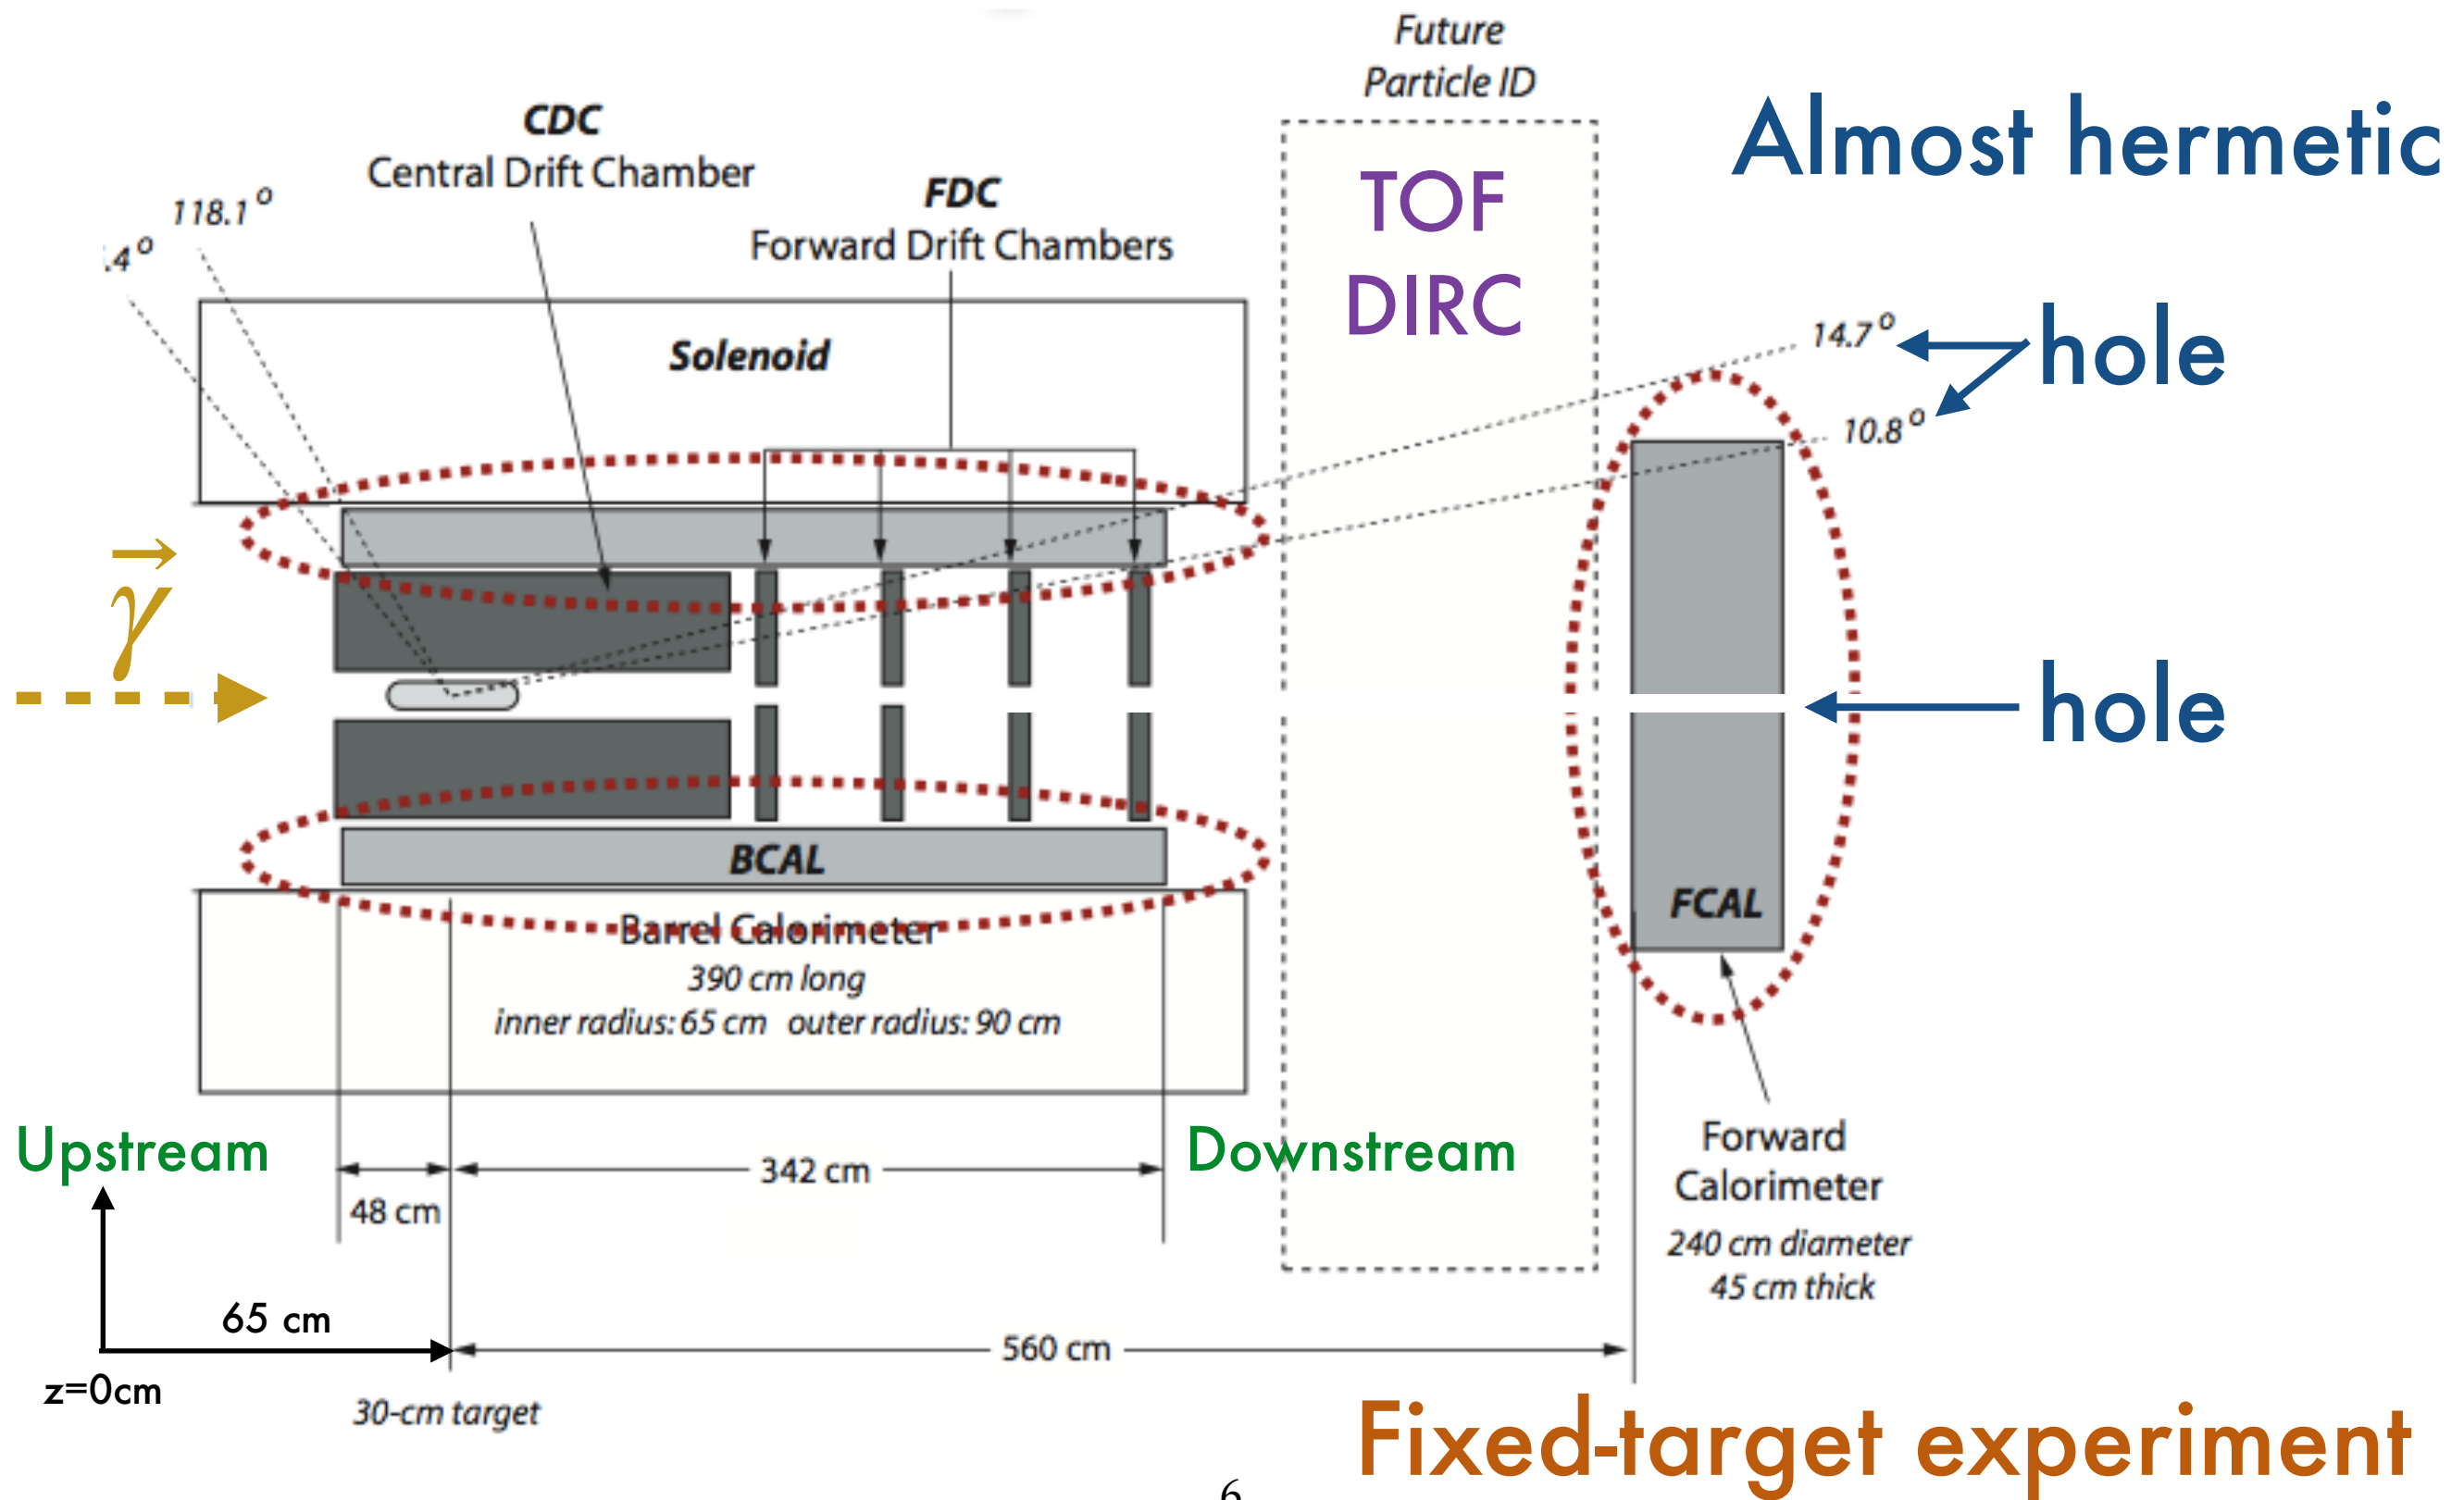 Future
Particle ID
Almost hermetic
CDC
Central Drift Chamber
TOF
DIRC
FDC
Forward Drift Chambers
118.1°
.4°
Solenoid
14.7°
hole
10.8°
γ
hole
BCAL
FCAL
Barrel Calorimeter
390 cm long
inner radius: 65 cm outer radius: 90 cm
Upstream
Downstream
342 cm
48 cm
Forward
Calorimeter
240 cm diameter
45 cm thick
65 cm
560 cm
z=0cm
30-cm target
Fixed-target experiment
6